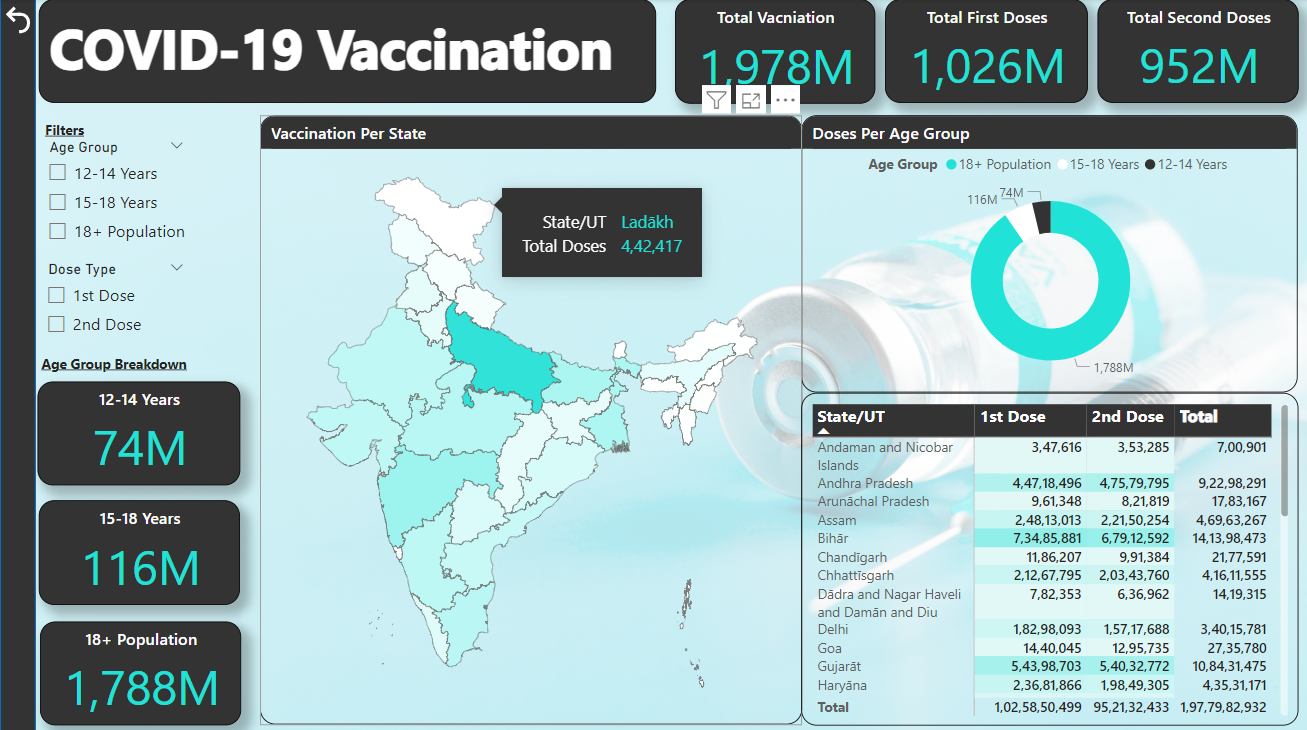 COVID-19 Vaccination
Total Vacniation
1,978M
Total First Doses
1,026M
Total Second Doses
952M
Filters
Age Group
12-14 Years
15-18 Years
18+ Population
Dose Type
1st Dose
2nd Dose
Age Group Breakdown
12-14 Years
74M
15-18 Years
116M
18+ Population
1,788M
Vaccination Per State
State/UT Ladākh
Total Doses 4,42,417
Doses Per Age Group
Age Group 18+ Population 15-18 Years 12-14 Years
74M
116M
1,788M
State/UT 1st Dose 2nd Dose Total
Andaman and Nicobar 3,47,616 3,53,285 7,00,901
Islands
Andhra Pradesh 4,47,18,496 4,75,79,795 9,22,98,291
Arunāchal Pradesh 9,61,348 8,21,819 17,83,167
Assam 2,48,13,013 2,21,50,254 4,69,63,267
Bihār 7,34,85,881 6,79,12,592 14,13,98,473
Chandīgarh 11,86,207 9,91,384 21,77,591
Chhattīsgarh 2,12,67,795 2,03,43,760 4,16,11,555
Dādra and Nagar Haveli 7,82,353 6,36,962 14,19,315
and Damān and Diu
Delhi 1,82,98,093 1,57,17,688 3,40,15,781
Goa 14,40,045 12,95,735 27,35,780
Gujarāt 5,43,98,703 5,40,32,772 10,84,31,475
Haryāna 2,36,81,866 1,98,49,305 4,35,31,171
Total 1,02,58,50,499 95,21,32,433 1,97,79,82,932